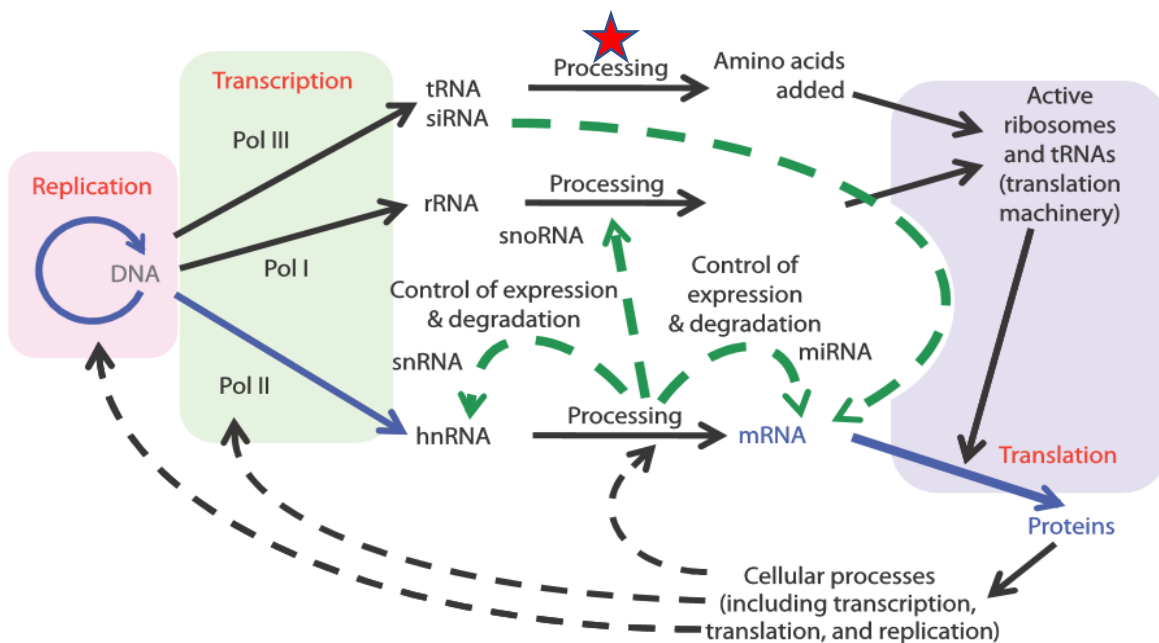 Processing
Amino acids
added
Transcription
tRNA
siRNA
Active
ribosomes
and tRNAs
(translation
machinery)
Pol III
Replication
Processing
rRNA
snoRNA
DNA
Pol I
Control of expression
& degradation
Control of
expression
& degradation
snRNA
miRNA
Pol II
Processing
hnRNA
mRNA
Translation
Proteins
Cellular processes
(including transcription,
translation, and replication)